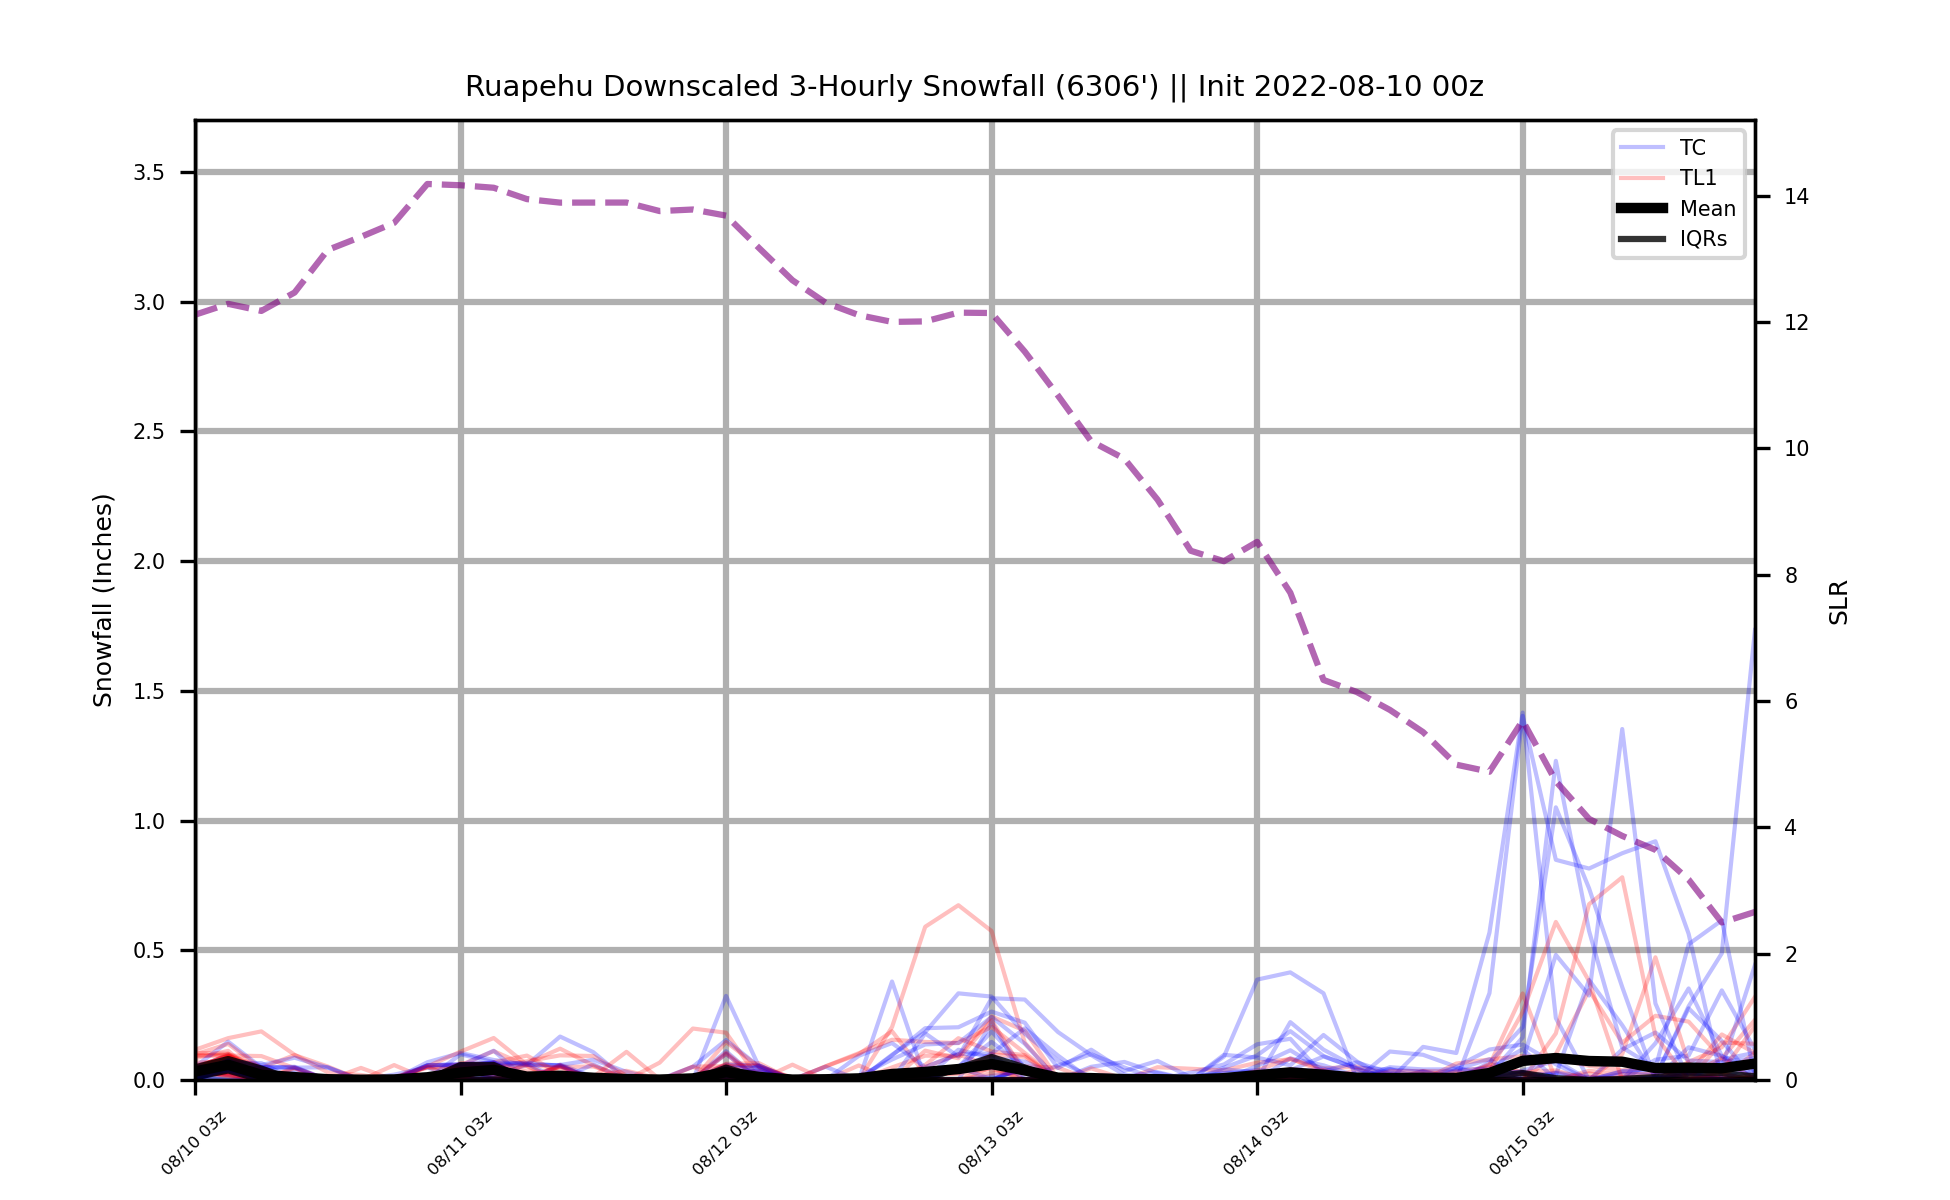 Ruapehu Downscaled 3-Hourly Snowfall (6306') || Init 2022-08-10 00z
TC
TL1
Mean
IQRs
Snowfall (Inches)
3.5
3.0
2.5
2.0
1.5
1.0
0.5
0.0
14
12
10
8
6
4
2
0
SLR
08/10 03z
08/11 03z
08/12 03z
08/13 03z
08/14 03z
08/15 03z